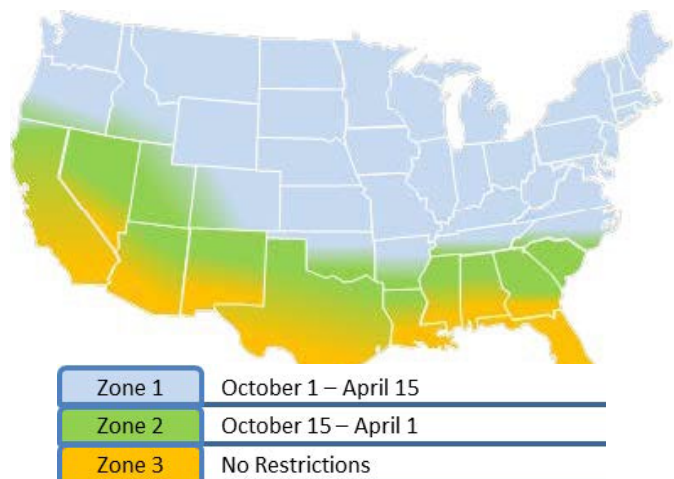 Zone 1 October 1 – April 15
Zone 2 October 15 – April 1
Zone 3 No Restrictions